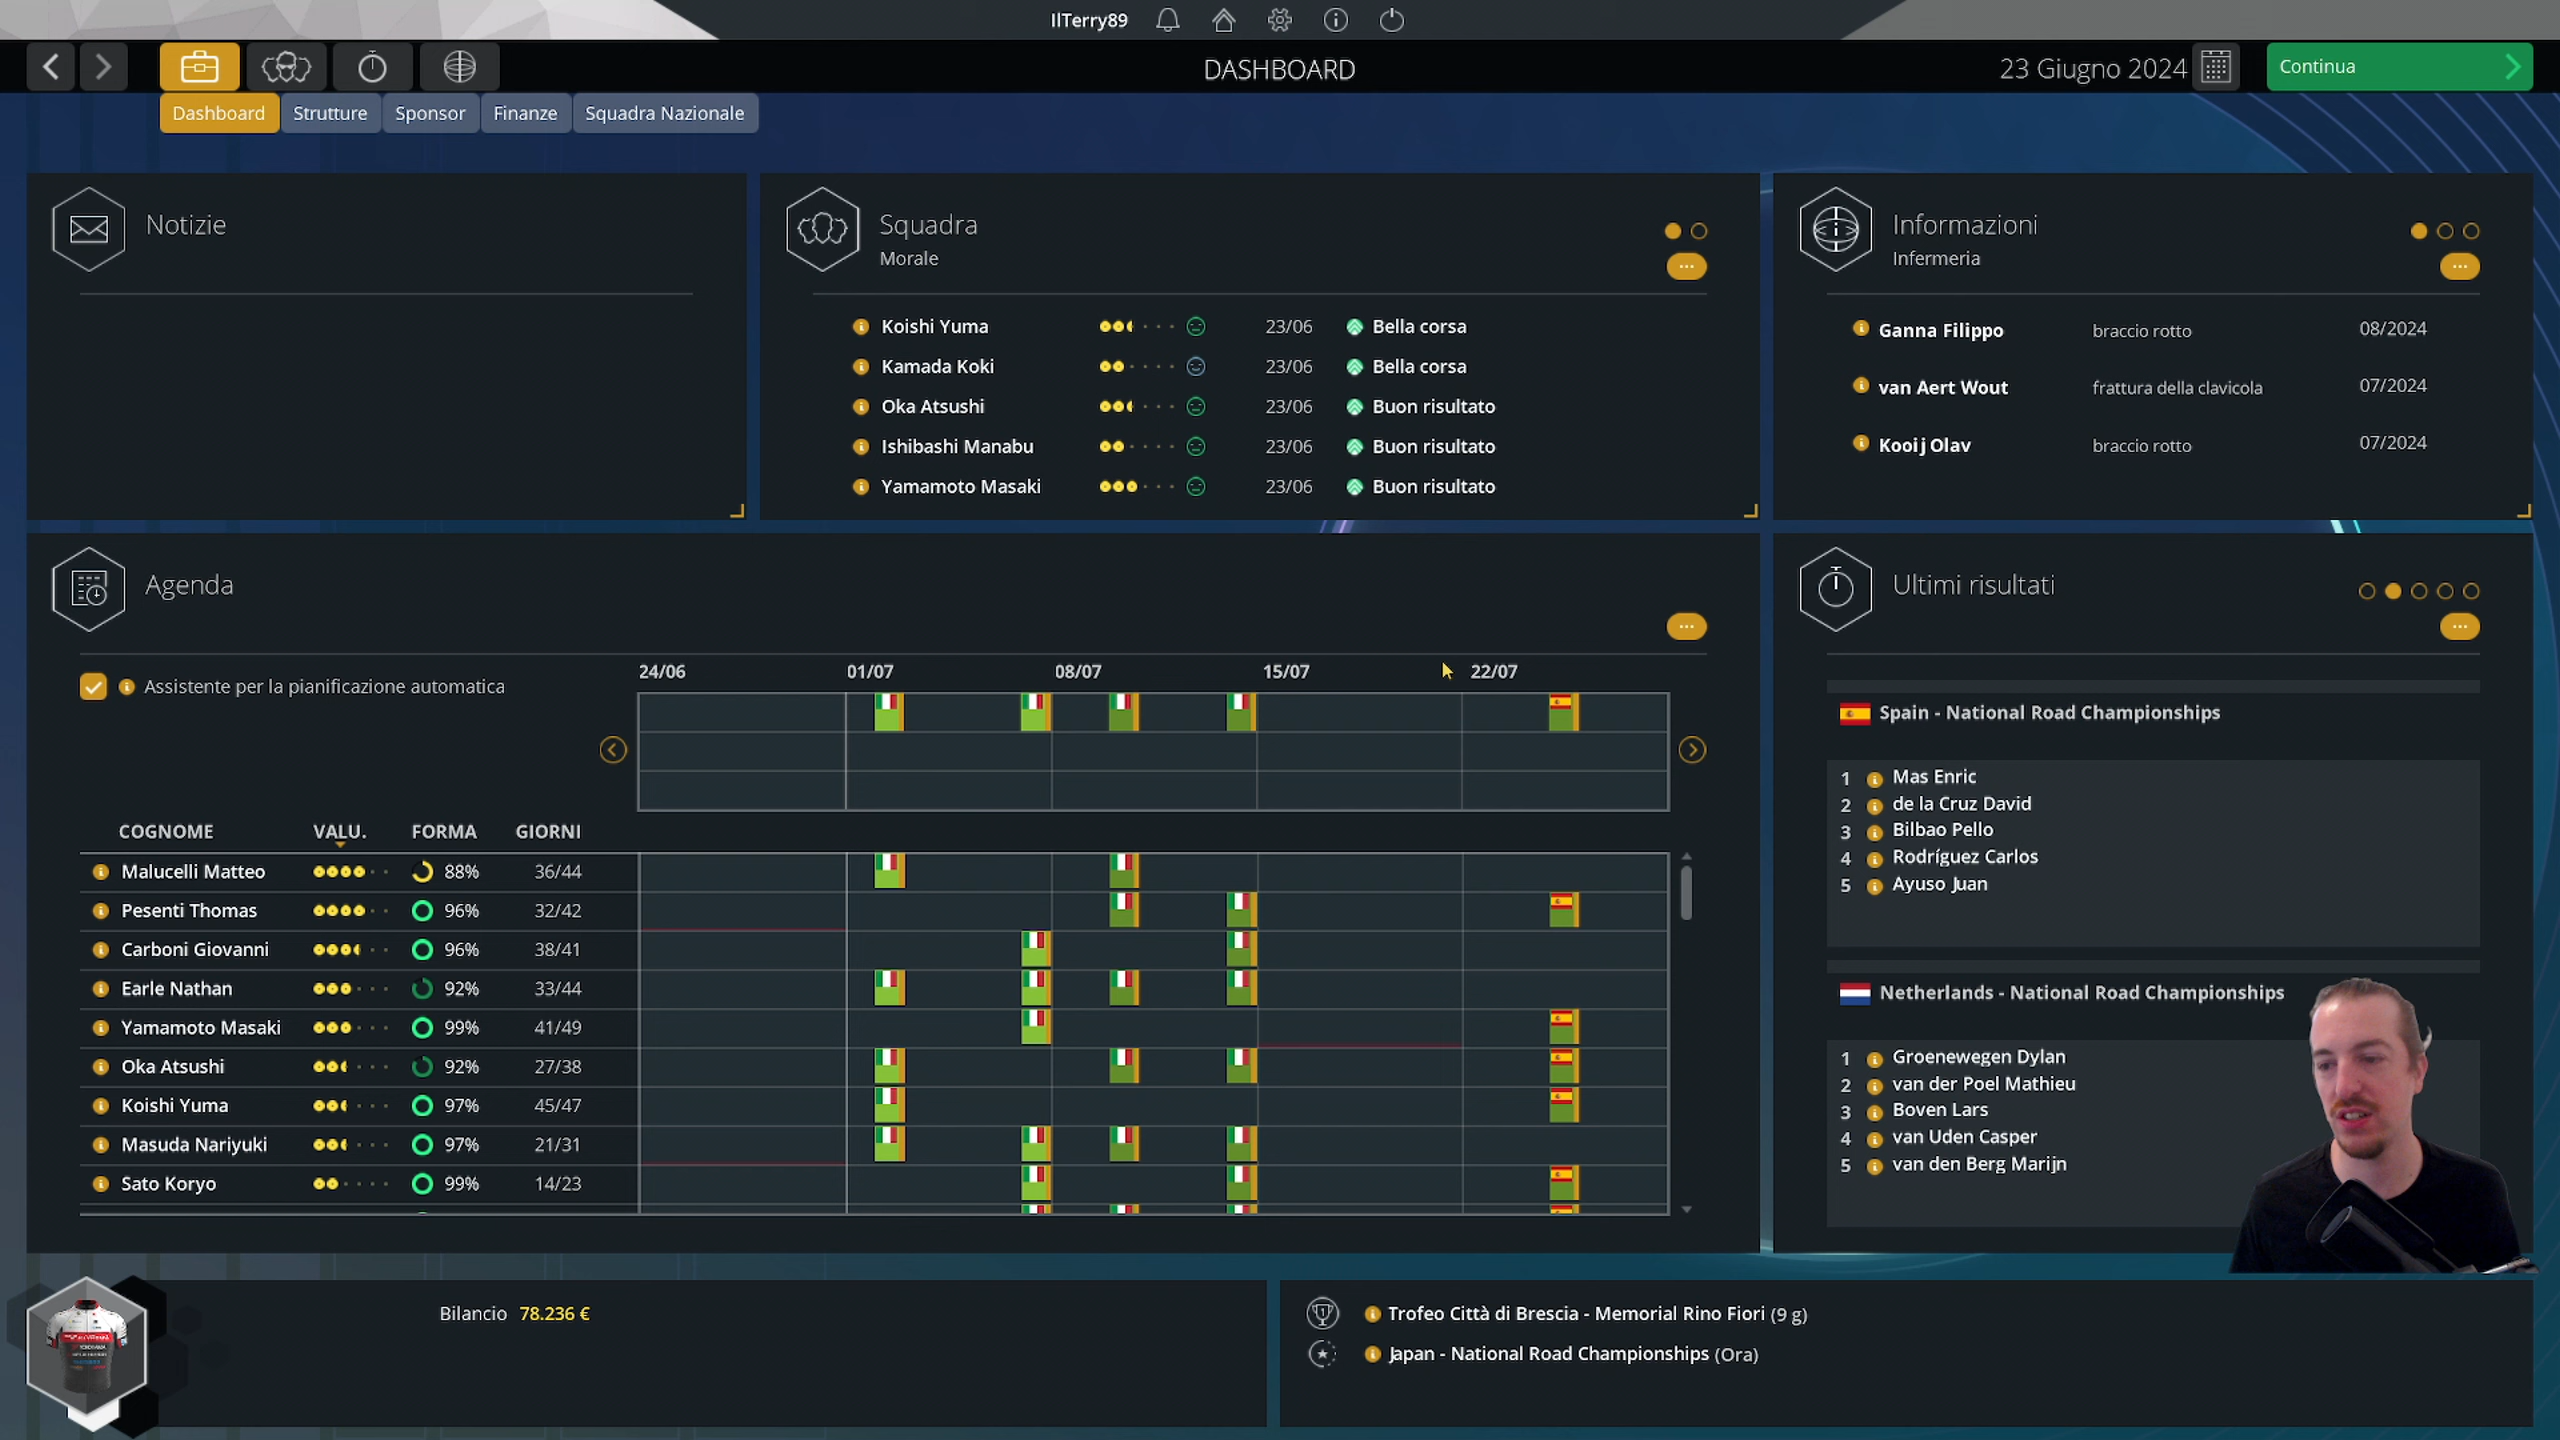 IlTerry89
DASHBOARD
23 Giugno 2024
Continua
Dashboard
Strutture
Sponsor
Finanze
Squadra Nazionale
Notizie
Squadra
Morale
Koishi Yuma 23/06 Bella corsa
Kamada Koki 23/06 Bella corsa
Oka Atsushi 23/06 Buon risultato
Ishibashi Manabu 23/06 Buon risultato
Yamamoto Masaki 23/06 Buon risultato
Informazioni
Infermeria
Ganna Filippo braccio rotto 08/2024
van Aert Wout frattura della clavicola 07/2024
Kooij Olav braccio rotto 07/2024
Agenda
Assistente per la pianificazione automatica
24/06 01/07 08/07 15/07 22/07
COGNOME VALU. FORMA GIORNI
Malucelli Matteo 88% 36/44
Pesenti Thomas 96% 32/42
Carboni Giovanni 96% 38/41
Earle Nathan 92% 33/44
Yamamoto Masaki 99% 41/49
Oka Atsushi 92% 27/38
Koishi Yuma 97% 45/47
Masuda Nariyuki 97% 21/31
Sato Koryo 99% 14/23
Ultimi risultati
Spain - National Road Championships
1 Mas Enric
2 de la Cruz David
3 Bilbao Pello
4 Rodríguez Carlos
5 Ayuso Juan
Netherlands - National Road Championships
1 Groenewegen Dylan
2 van der Poel Mathieu
3 Boven Lars
4 van Uden Casper
5 van den Berg Marijn
Bilancio 78.236 €
Trofeo Città di Brescia - Memorial Rino Fiori (9 g)
Japan - National Road Championships (Ora)